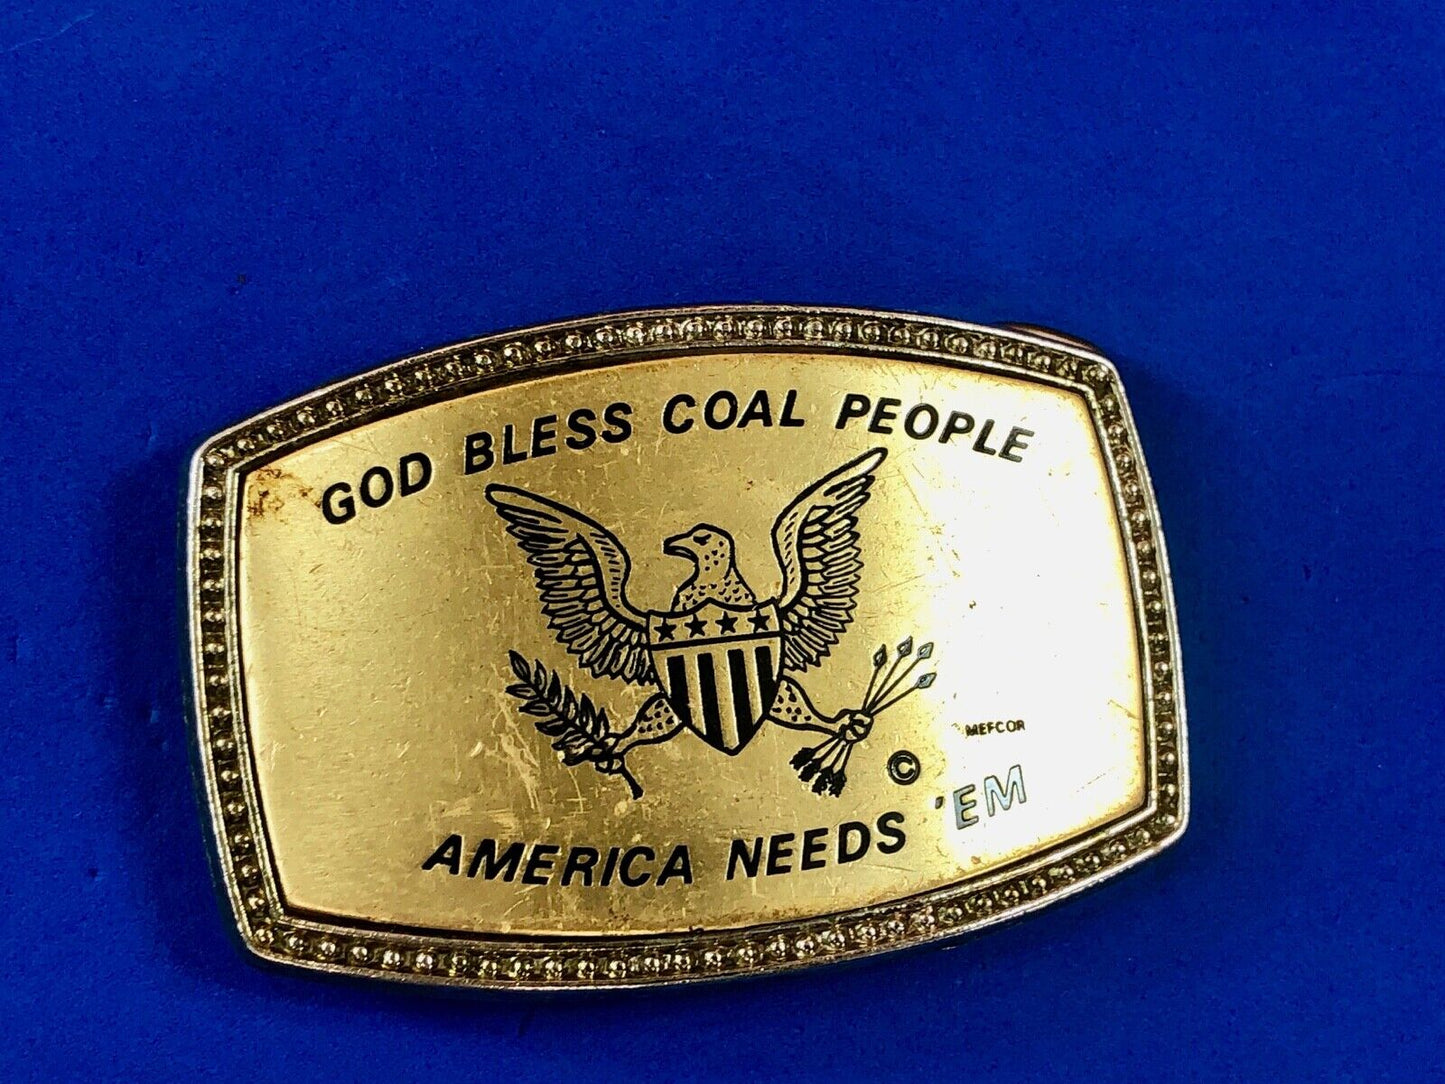 GOD BLESS COAL PEOPLE
© MEFCOR
©
AMERICA NEEDS 'EM